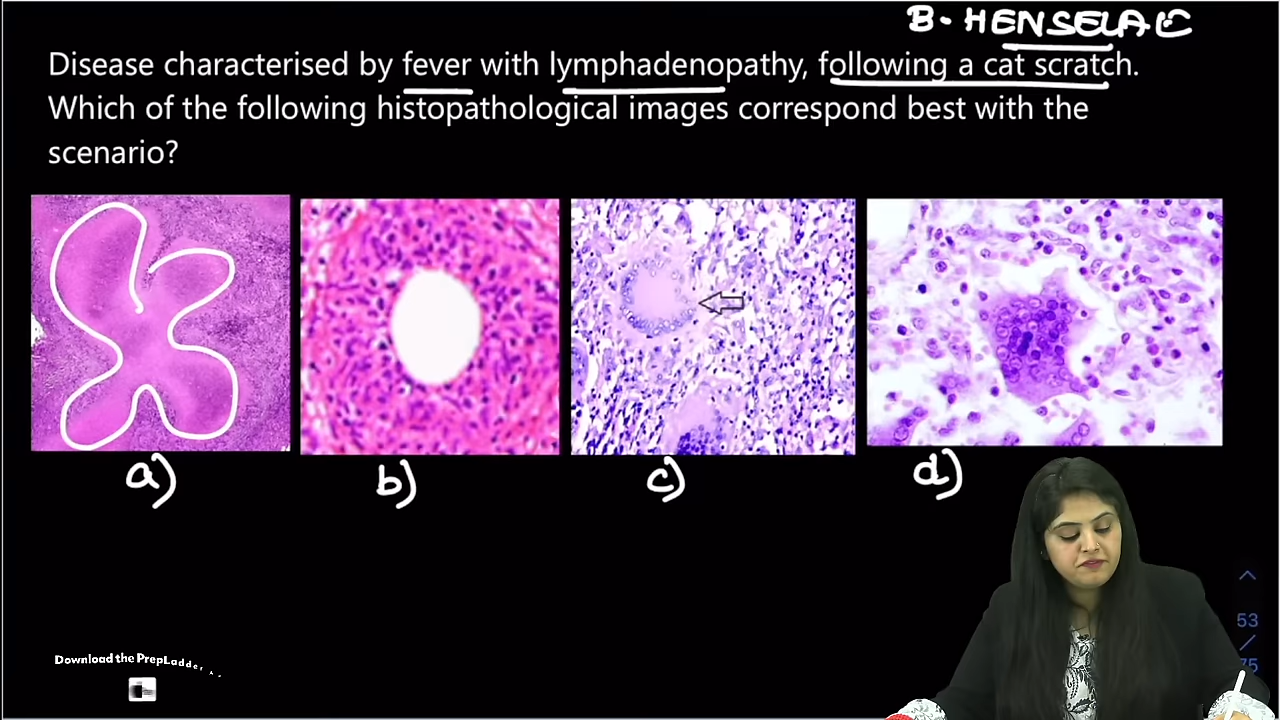 B. HENSELAE
Disease characterised by fever with lymphadenopathy, following a cat scratch.
Which of the following histopathological images correspond best with the
scenario?
a) b) c) d)
53
/
75
Download the PrepLadder